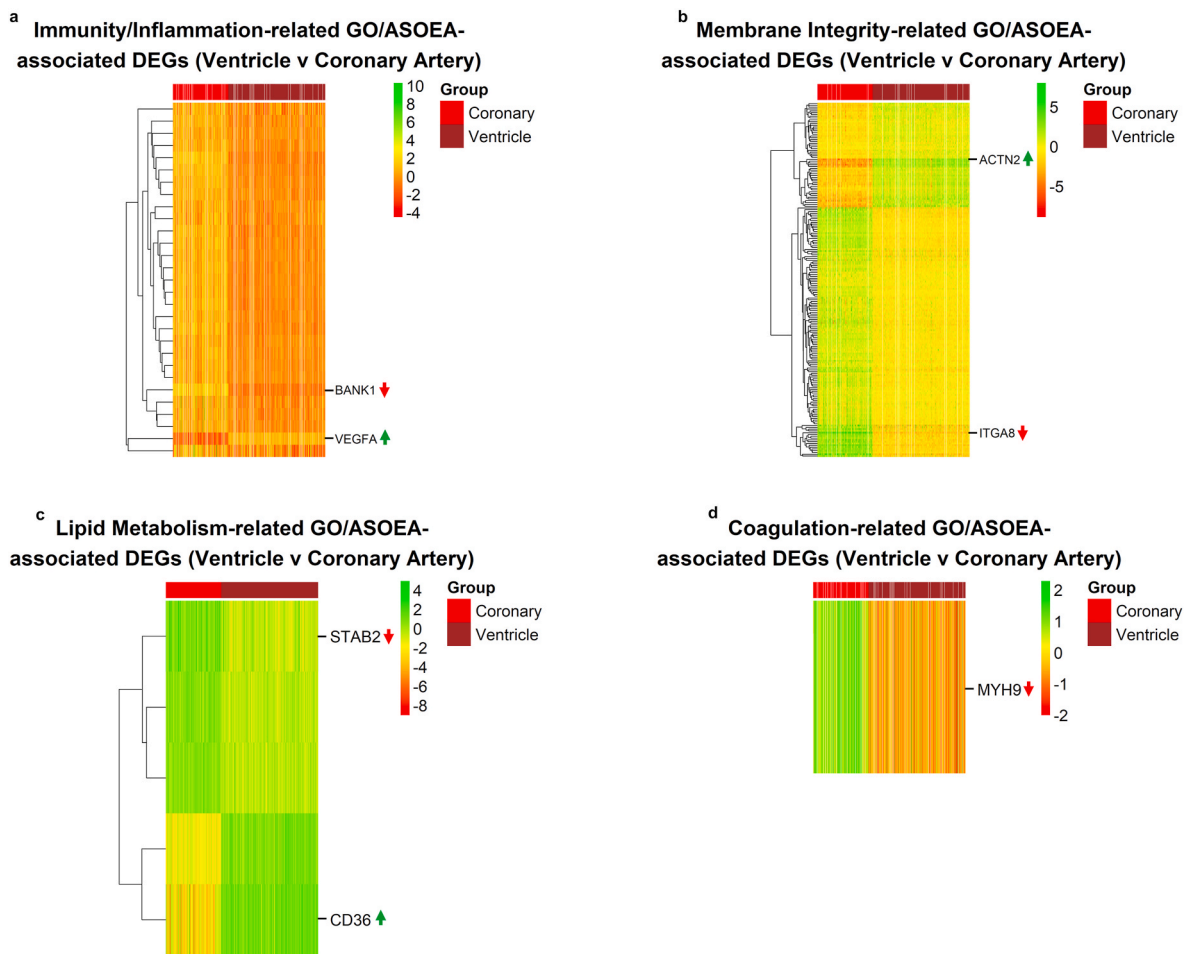 a
Immunity/Inflammation-related GO/ASOEA-
associated DEGs (Ventricle v Coronary Artery)
10
8
6
4
2
0
-2
-4
Group
Coronary
Ventricle
BANK1
VEGFA
b
Membrane Integrity-related GO/ASOEA-
associated DEGs (Ventricle v Coronary Artery)
5
0
-5
Group
Coronary
Ventricle
ACTN2
ITGA8
c
Lipid Metabolism-related GO/ASOEA-
associated DEGs (Ventricle v Coronary Artery)
4
2
0
-2
-4
-6
-8
Group
Coronary
Ventricle
STAB2
CD36
d
Coagulation-related GO/ASOEA-
associated DEGs (Ventricle v Coronary Artery)
2
1
0
-1
-2
Group
Coronary
Ventricle
MYH9